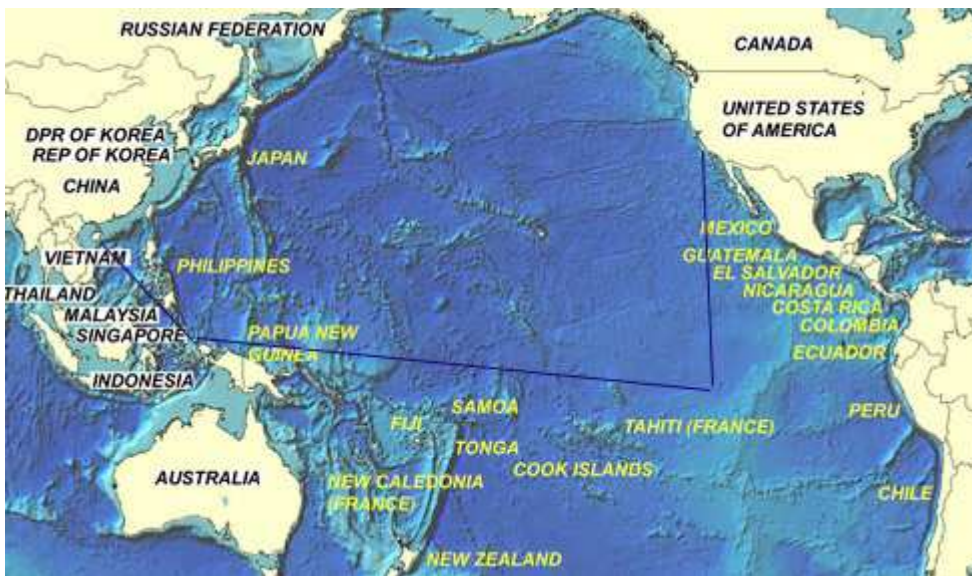 RUSSIAN FEDERATION
CANADA
UNITED STATES
OF AMERICA
DPR OF KOREA
REP OF KOREA
JAPAN
CHINA
MEXICO
VIETNAM
GUATEMALA
PHILIPPINES
EL SALVADOR
THAILAND
NICARAGUA
MALAYSIA
COSTA RICA
SINGAPORE
COLOMBIA
PAPUA NEW
GUINEA
ECUADOR
INDONESIA
SAMOA
PERU
FIJI
TAHITI (FRANCE)
TONGA
COOK ISLANDS
AUSTRALIA
NEW CALEDONIA
(FRANCE)
CHILE
NEW ZEALAND